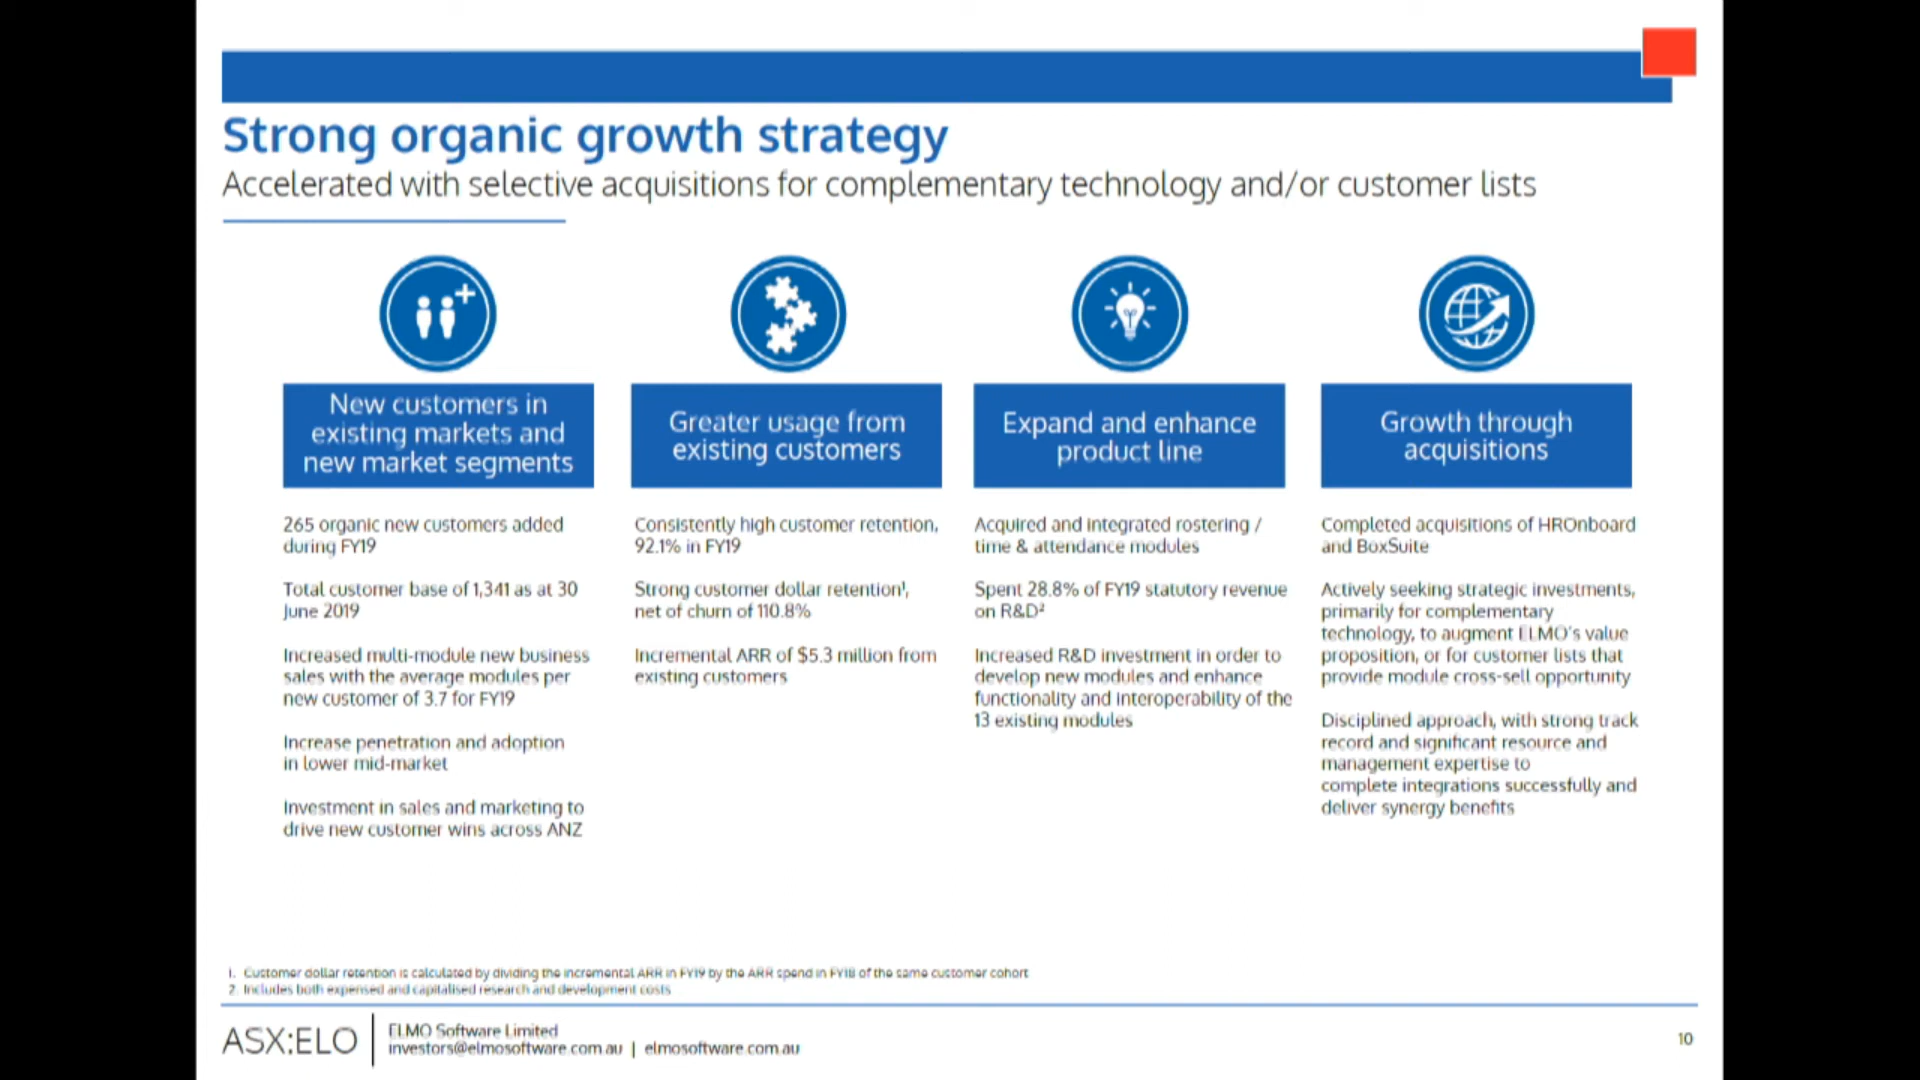 Strong organic growth strategy
Accelerated with selective acquisitions for complementary technology and/or customer lists
New customers in
existing markets and
new market segments
265 organic new customers added
during FY19
Total customer base of 1,341 as at 30
June 2019
Increased multi-module new business
sales with the average modules per
new customer of 3.7 for FY19
Increase penetration and adoption
in lower mid-market
Investment in sales and marketing to
drive new customer wins across ANZ
Greater usage from
existing customers
Consistently high customer retention,
92.1% in FY19
Strong customer dollar retention¹,
net of churn of 110.8%
Incremental ARR of $5.3 million from
existing customers
Expand and enhance
product line
Acquired and integrated rostering /
time & attendance modules
Spent 28.8% of FY19 statutory revenue
on R&D²
Increased R&D investment in order to
develop new modules and enhance
functionality and interoperability of the
13 existing modules
Growth through
acquisitions
Completed acquisitions of HROnboard
and BoxSuite
Actively seeking strategic investments,
primarily for complementary
technology, to augment ELMO's value
proposition, or for customer lists that
provide module cross-sell opportunity
Disciplined approach, with strong track
record and significant resource and
management expertise to
complete integrations successfully and
deliver synergy benefits
1. Customer dollar retention is calculated by dividing the incremental ARR in FY19 by the ARR spend in FY18 of the same customer cohort
2. Includes both expensed and capitalised research and development costs
ASX:ELO
ELMO Software Limited
investors@elmosoftware.com.au | elmosoftware.com.au
10